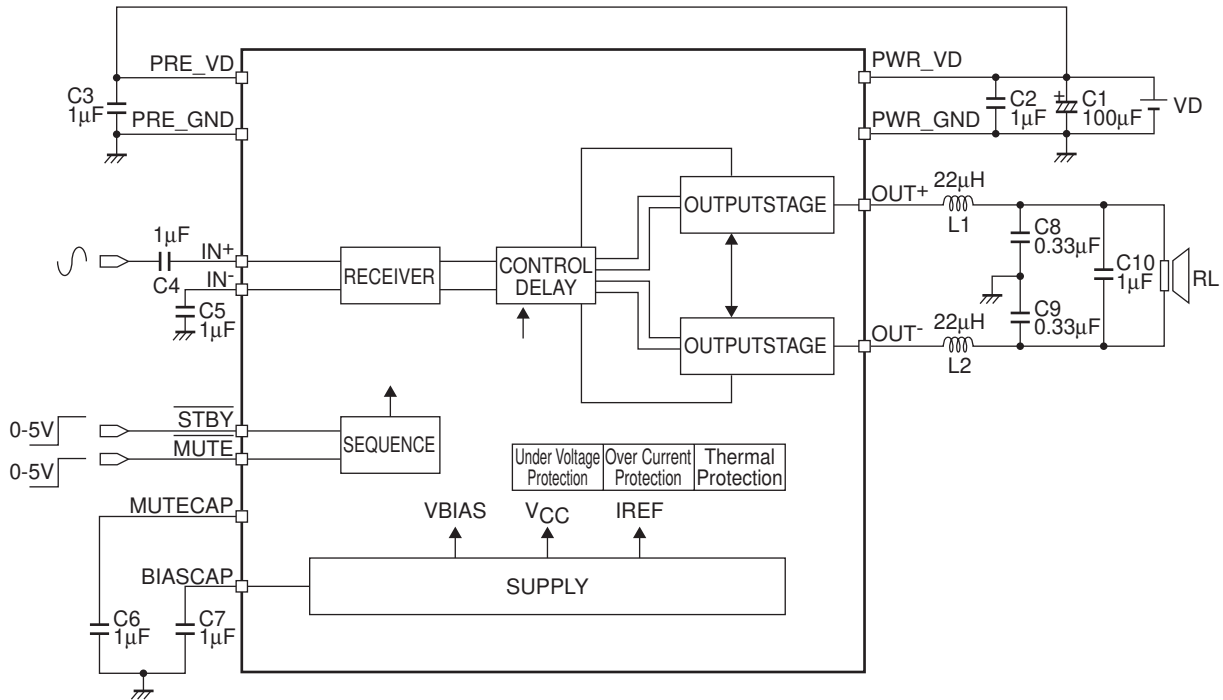 PRE_VD
C3
1μF
PRE_GND
PWR_VD
PWR_GND
C2
1μF
+
C1
100μF
VD
1μF
C4
IN+
IN-
C5
1μF
RECEIVER
CONTROL
DELAY
OUTPUTSTAGE
OUTPUTSTAGE
OUT+
22μH
L1
C8
0.33μF
C9
0.33μF
C10
1μF
RL
OUT-
22μH
L2
0-5V
STBY
0-5V
MUTE
SEQUENCE
Under Voltage
Protection
Over Current
Protection
Thermal
Protection
MUTECAP
VBIAS
VCC
IREF
BIASCAP
SUPPLY
C6
1μF
C7
1μF